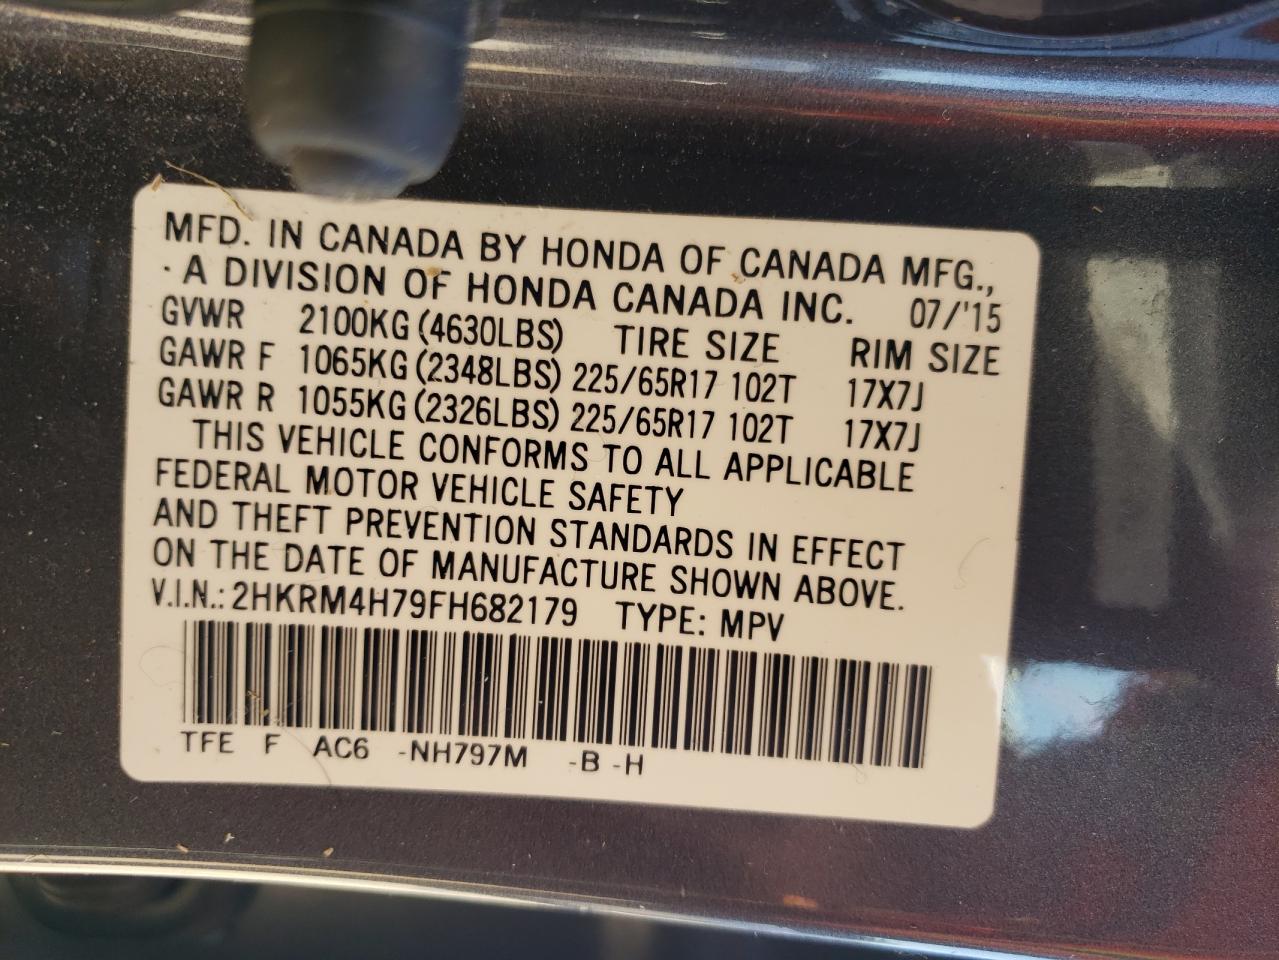 MFD. IN CANADA BY HONDA OF CANADA MFG.,
A DIVISION OF HONDA CANADA INC. 07/'15
GVWR 2100KG (4630LBS) TIRE SIZE RIM SIZE
GAWR F 1065KG (2348LBS) 225/65R17 102T 17X7J
GAWR R 1055KG (2326LBS) 225/65R17 102T 17X7J
THIS VEHICLE CONFORMS TO ALL APPLICABLE
FEDERAL MOTOR VEHICLE SAFETY
AND THEFT PREVENTION STANDARDS IN EFFECT
ON THE DATE OF MANUFACTURE SHOWN ABOVE.
V.I.N.: 2HKRM4H79FH682179 TYPE: MPV
TFE F AC6 -NH797M -B -H